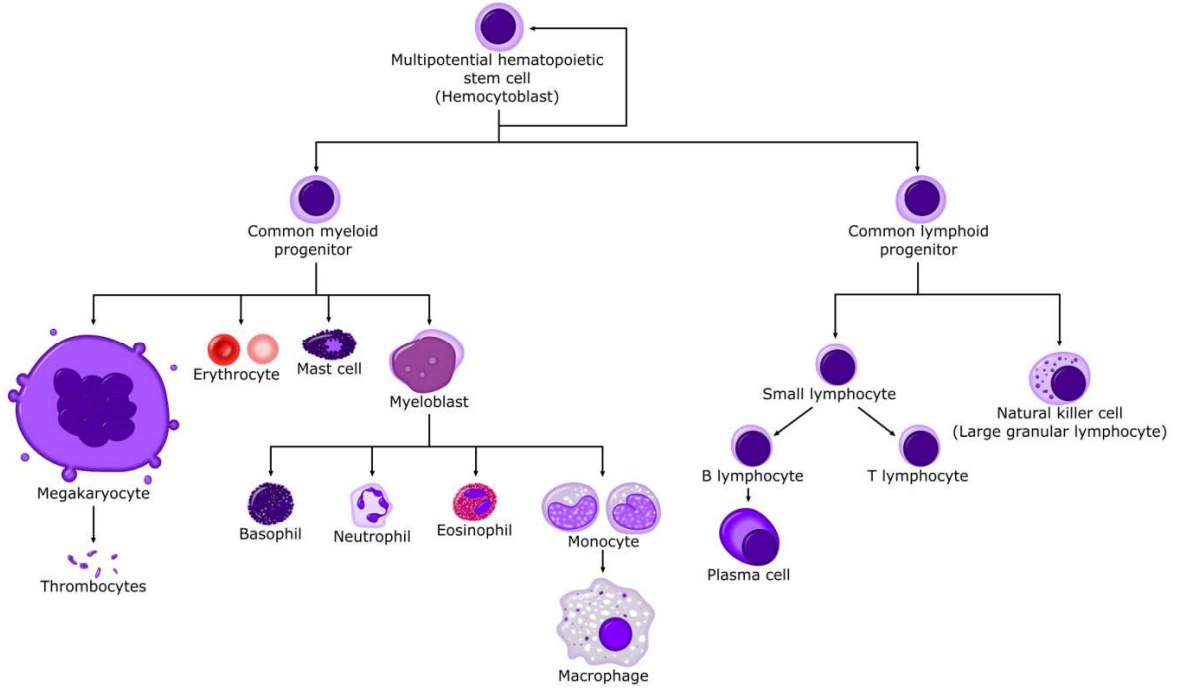 Multipotential hematopoietic
stem cell
(Hemocytoblast)
Common myeloid
progenitor
Common lymphoid
progenitor
Erythrocyte
Mast cell
Myeloblast
Small lymphocyte
Natural killer cell
(Large granular lymphocyte)
Megakaryocyte
B lymphocyte
T lymphocyte
Basophil
Neutrophil
Eosinophil
Monocyte
Thrombocytes
Plasma cell
Macrophage